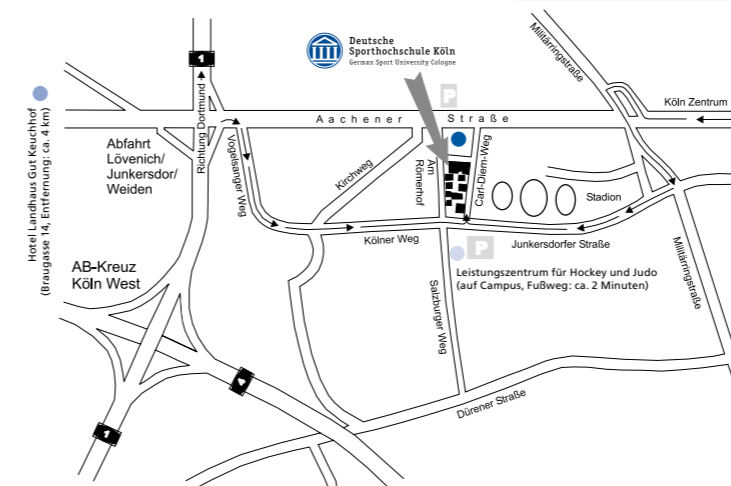 Deutsche
Sporthochschule Köln
German Sport University Cologne
P
Militärringstraße
Köln Zentrum
1
Richtung Dortmund
Aachener Straße
Hotel Landhaus Gut Keuchhof
(Braugasse 14, Entfernung: ca. 4 km)
Abfahrt
Lövenich/
Junkersdorf/
Weiden
Vogelsanger Weg
Kirchweg
Am
Römerhof
Carl-Diem-Weg
Stadion
Kölner Weg
P
Junkersdorfer Straße
Militärringstraße
AB-Kreuz
Köln West
Leistungszentrum für Hockey und Judo
(auf Campus, Fußweg: ca. 2 Minuten)
Salzburger Weg
4
Dürener Straße
1